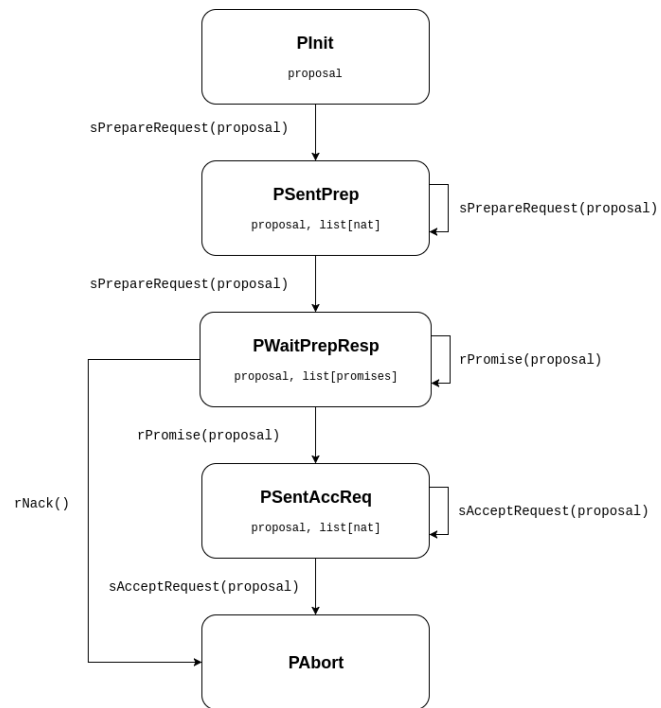 PInit
proposal
sPrepareRequest(proposal)
PSentPrep
proposal, list[nat]
sPrepareRequest(proposal)
sPrepareRequest(proposal)
PWaitPrepResp
proposal, list[promises]
rPromise(proposal)
rPromise(proposal)
PSentAccReq
proposal, list[nat]
rNack()
sAcceptRequest(proposal)
sAcceptRequest(proposal)
PAbort